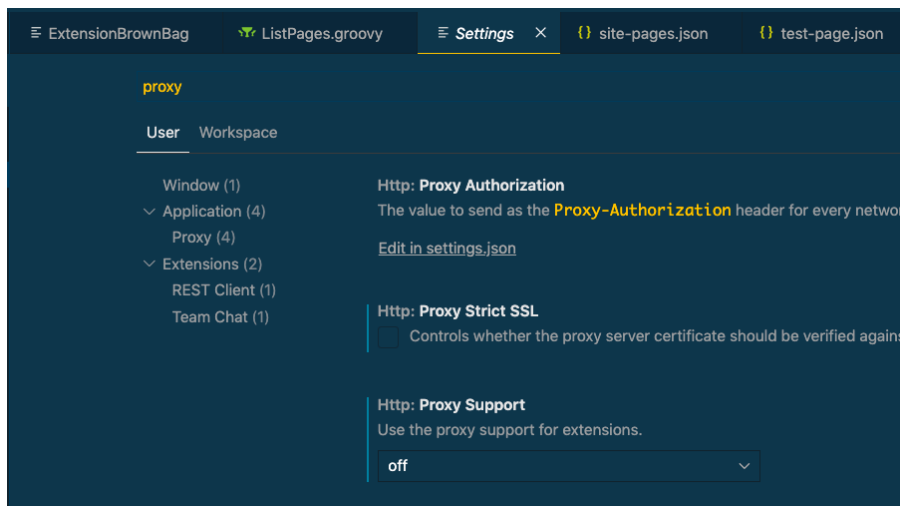 ExtensionBrownBag ListPages.groovy Settings site-pages.json test-page.json
proxy
User Workspace
Window (1)
Application (4)
Proxy (4)
Extensions (2)
REST Client (1)
Team Chat (1)
Http: Proxy Authorization
The value to send as the Proxy-Authorization header for every
Edit in settings.json
Http: Proxy Strict SSL
Controls whether the proxy server certificate should be verified
Http: Proxy Support
Use the proxy support for extensions.
off